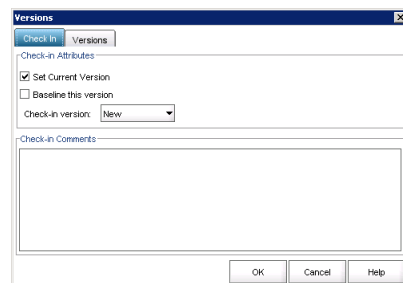 Versions
Check In Versions
Check-in Attributes
Set Current Version
Baseline this version
Check-in version: New
Check-in Comments
OK Cancel Help